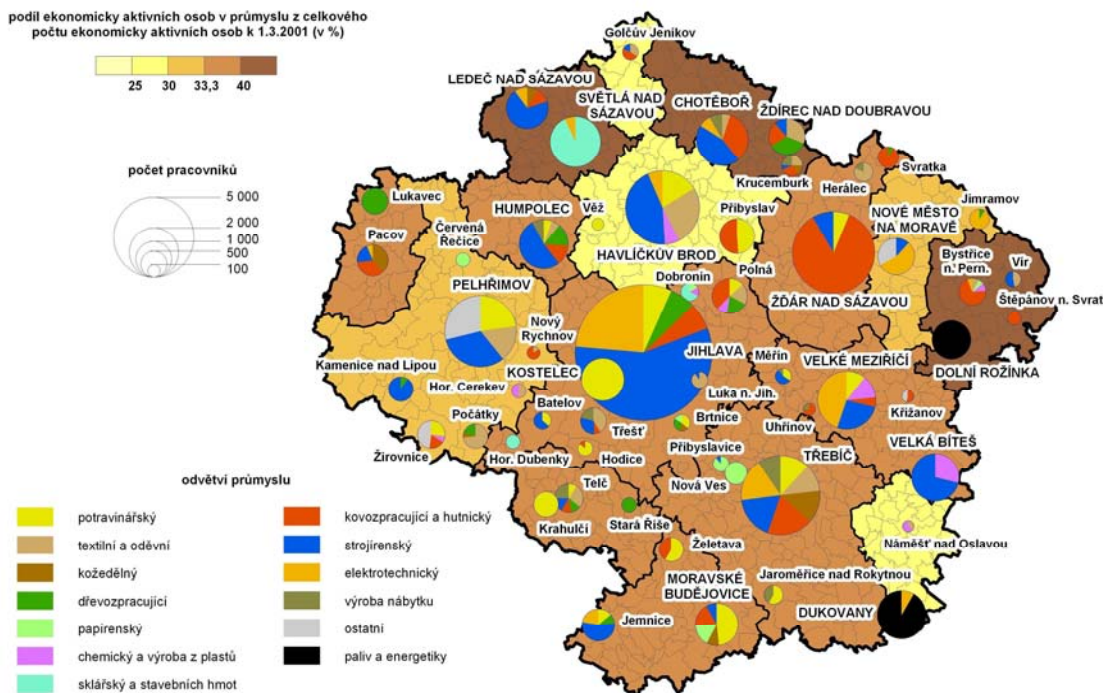 podíl ekonomicky aktivních osob v průmyslu z celkového
počtu ekonomicky aktivních osob k 1.3.2001 (v %)
25 30 33,3 40
počet pracovníků
5 000
2 000
1 000
500
100
Golčův Jeníkov
LEDEČ NAD SÁZAVOU
SVĚTLÁ NAD
SÁZAVOU
CHOTĚBOŘ
ŽDÍREC NAD DOUBRAVOU
Svratka
Krucemburk
Herálec
Jimramov
Lukavec
HUMPOLEC
Věž
Přibyslav
NOVÉ MĚSTO
NA MORAVĚ
Pacov
Červená
Řečice
HAVLÍČKŮV BROD
Bystřice
n. Pern.
Vír
Dobronín
Polná
ŽĎÁR NAD SÁZAVOU
Štěpánov n. Svrat
PELHŘIMOV
Nový
Rychnov
JIHLAVA
Měřín
VELKÉ MEZIŘÍČÍ
DOLNÍ ROŽÍNKA
Kamenice nad Lipou
KOSTELEC
Hor. Cerekev
Luka n. Jih.
Křižanov
Batelov
Brtnice
Uhřínov
Počátky
Třešť
Přibyslavice
VELKÁ BÍTEŠ
Žirovnice
Hor. Dubenky
Hodice
TŘEBÍČ
Nová Ves
Telč
Krahulčí
Stará Říše
Náměšť nad Oslavou
Želetava
MORAVSKÉ
BUDĚJOVICE
Jaroměřice nad Rokytnou
DUKOVANY
Jemnice
odvětví průmyslu
potravinářský
textilní a oděvní
kožedělný
dřevozpracující
papírenský
chemický a výroba z plastů
sklářský a stavebních hmot
kovozpracující a hutnický
strojírenský
elektrotechnický
výroba nábytku
ostatní
paliv a energetiky